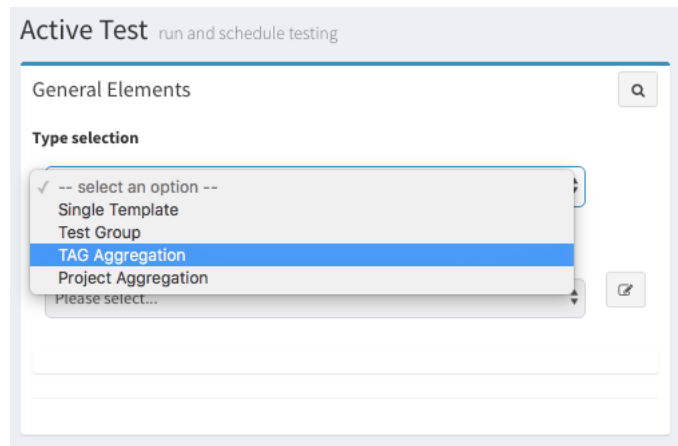 Active Test run and schedule testing
General Elements
Type selection
✓ -- select an option --
Single Template
Test Group
TAG Aggregation
Project Aggregation
Please select...